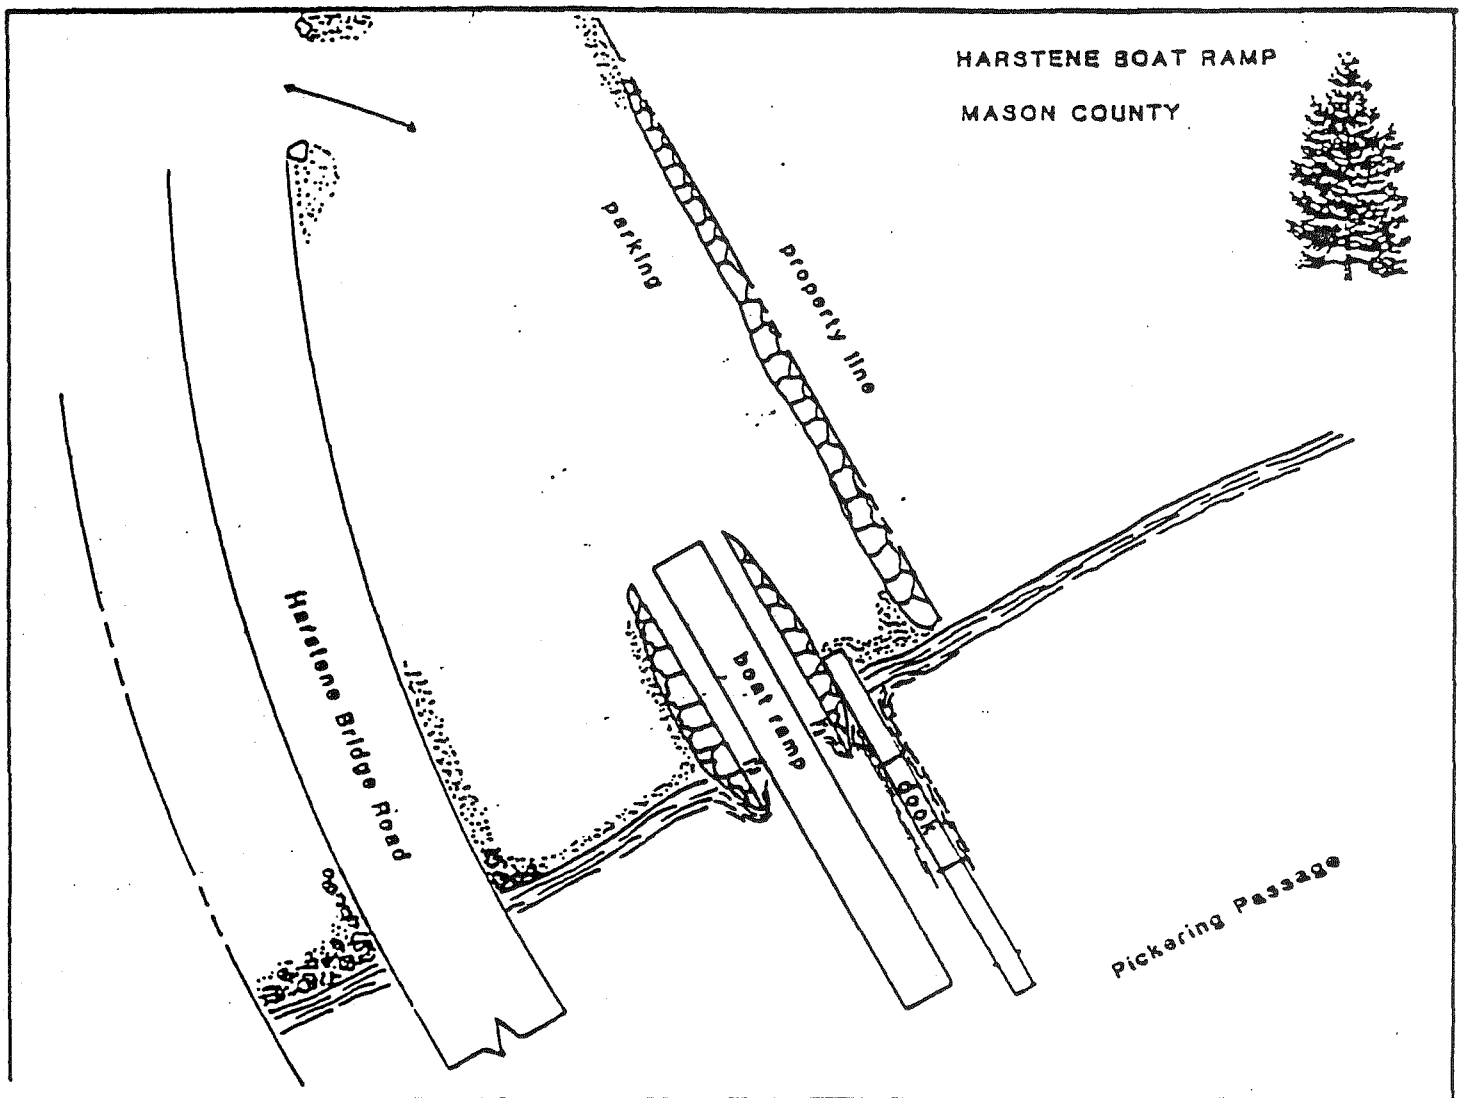 HARSTENE BOAT RAMP
MASON COUNTY
parking
property line
Harstene Bridge Road
boat ramp
dock
Pickering Passage